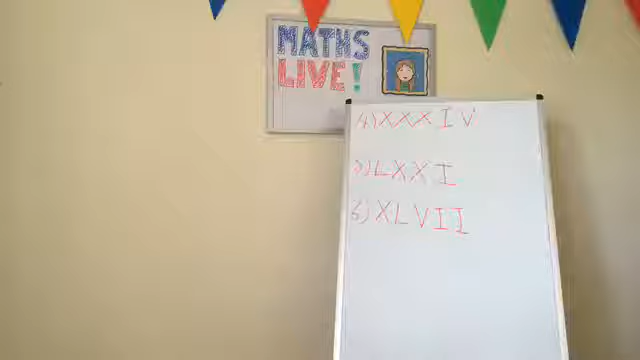 MATHS
LIVE!
4) XXXIV
5) LXXI
6) XLVII